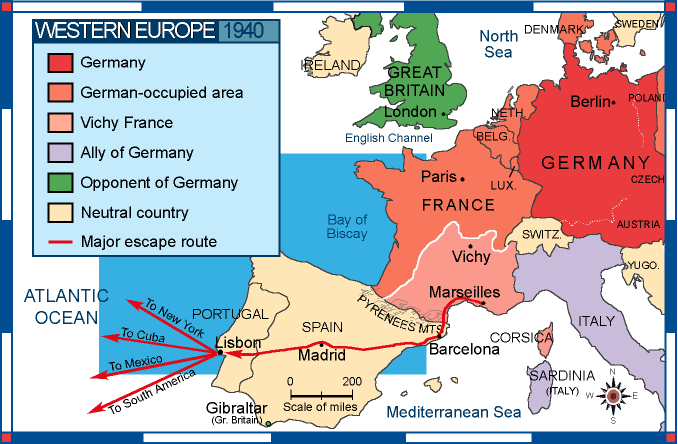 WESTERN EUROPE 1940
Germany
German-occupied area
Vichy France
Ally of Germany
Opponent of Germany
Neutral country
Major escape route
North
Sea
DENMARK
SWEDEN
IRELAND
GREAT
BRITAIN
London
English Channel
NETH.
BELG.
LUX.
Berlin
POLAND
GERMANY
CZECH
AUSTRIA
Paris
FRANCE
Bay of
Biscay
SWITZ.
Vichy
YUGO.
Marseilles
PYRENEES MTS.
ATLANTIC
OCEAN
To New York
To Cuba
To Mexico
To South America
PORTUGAL
Lisbon
SPAIN
Madrid
Barcelona
CORSICA
ITALY
SARDINIA
(ITALY)
0 200
Scale of miles
Gibraltar
(Gr. Britain)
Mediterranean Sea
N
W E
S